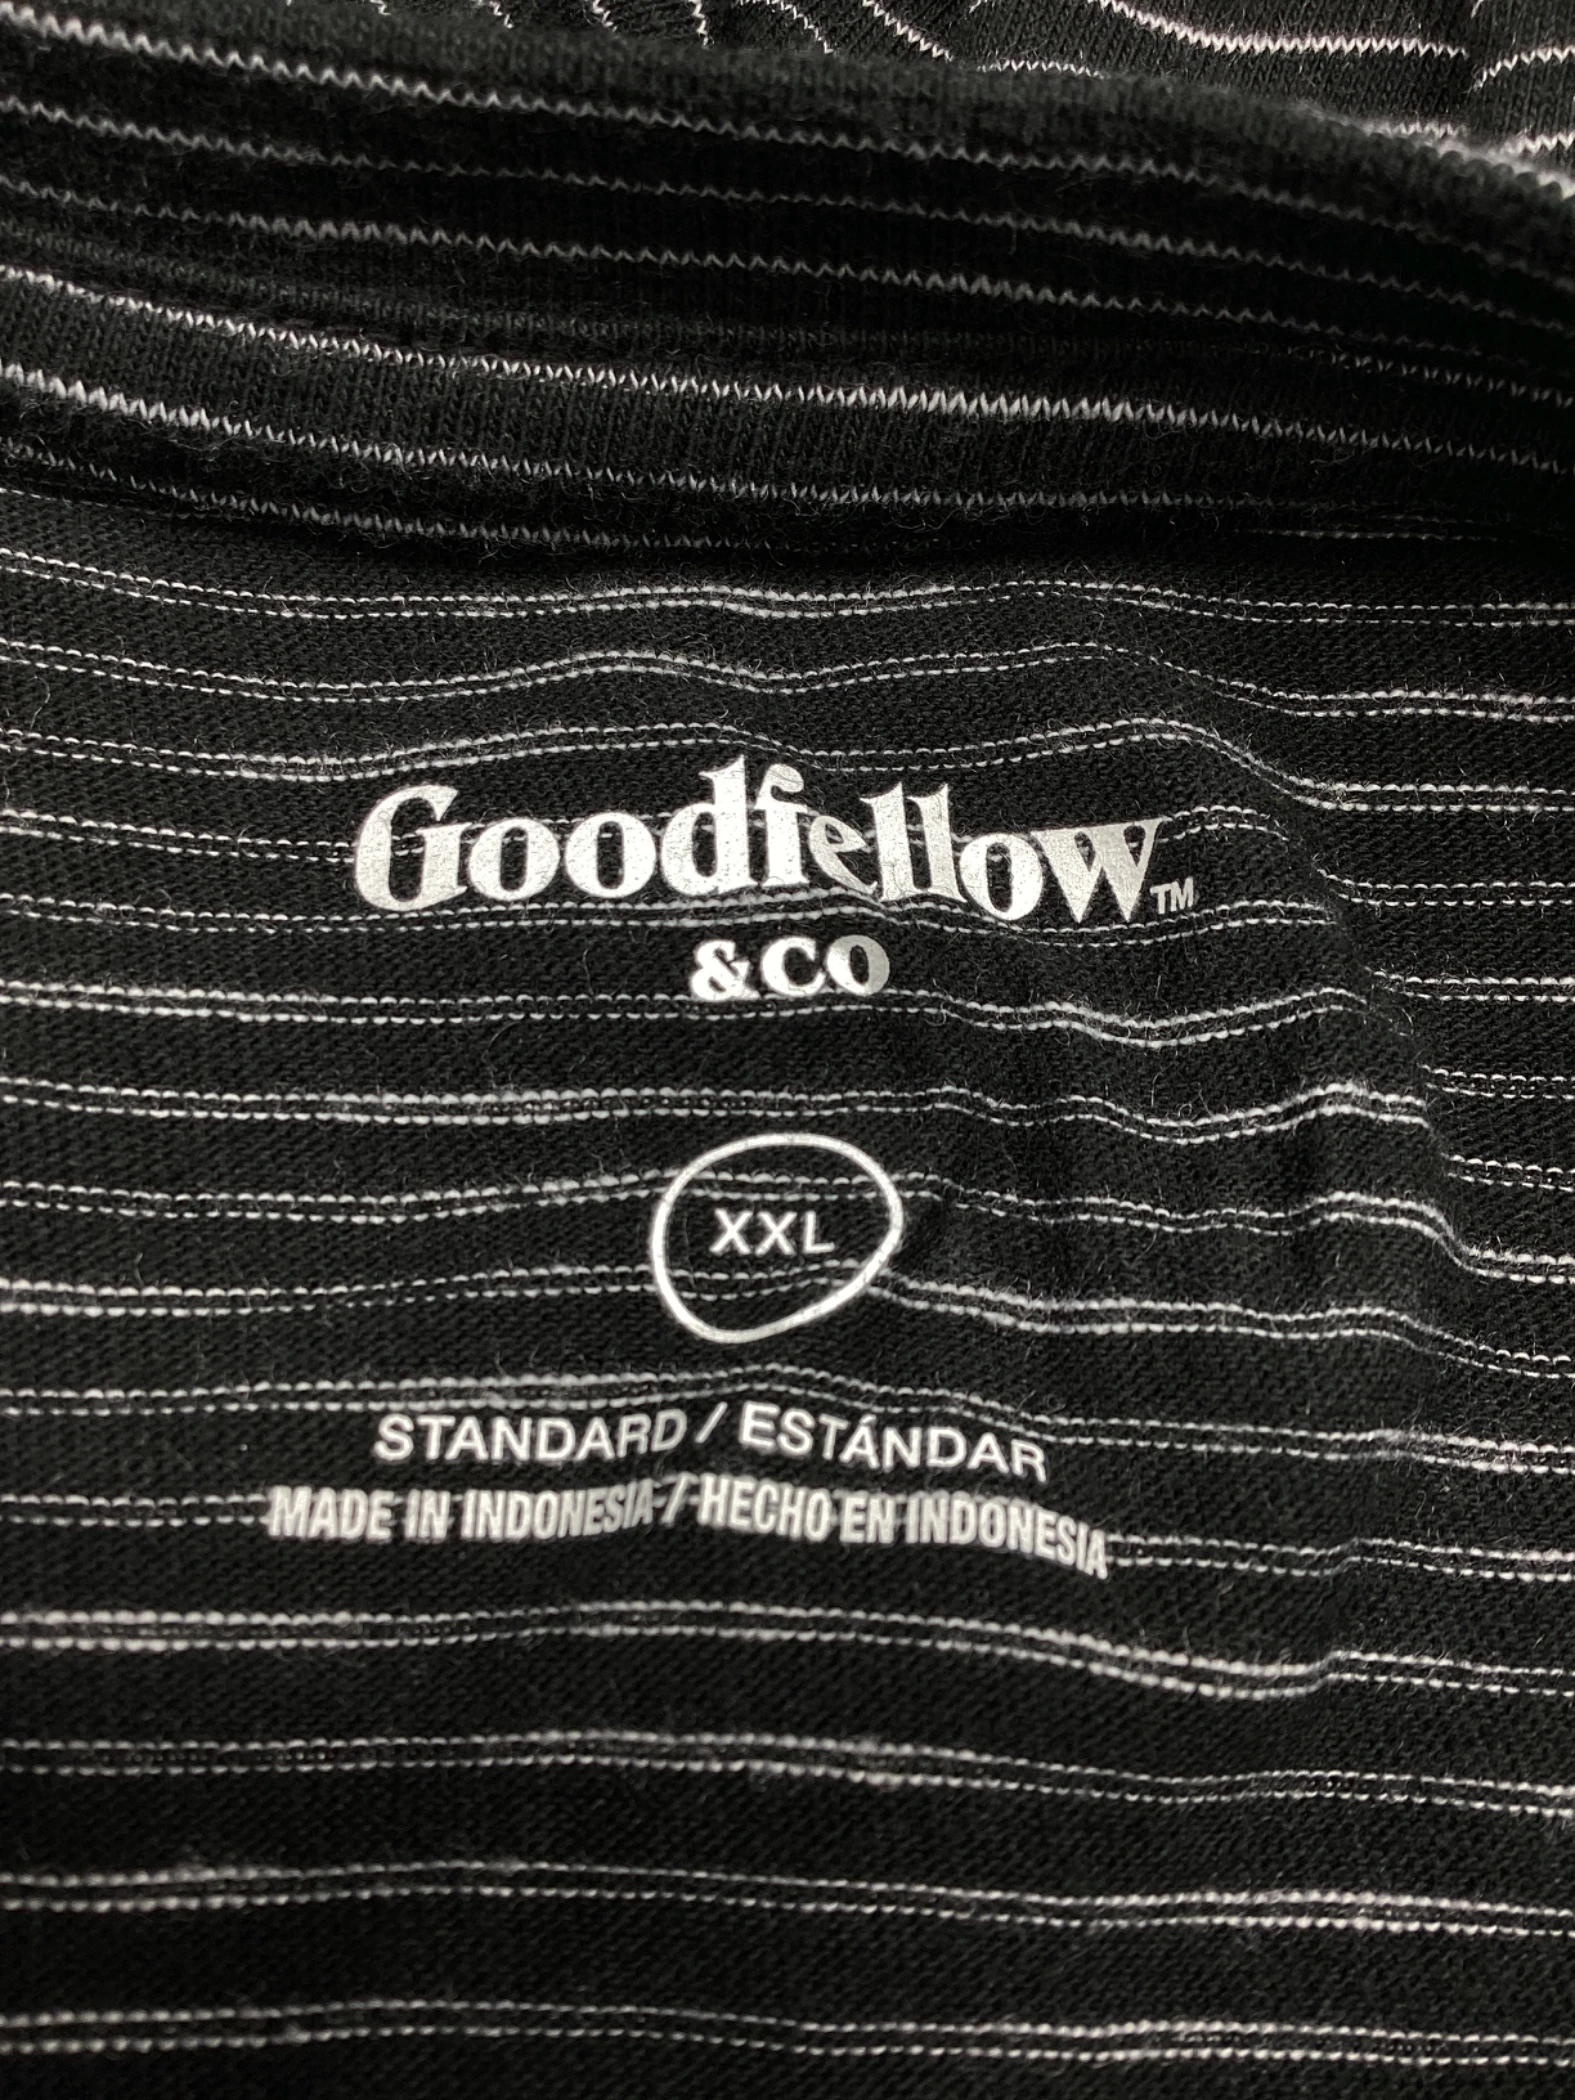 Goodfellow™
&CO
XXL
STANDARD / ESTÁNDAR
MADE IN INDONESIA / HECHO EN INDONESIA